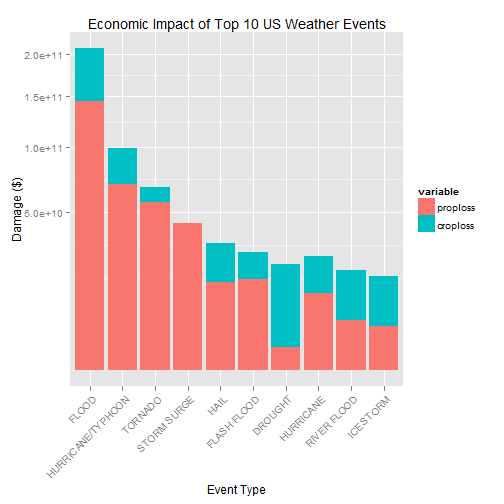 Economic Impact of Top 10 US Weather Events
2.0e+11
1.5e+11
1.0e+11
5.0e+10
Damage ($)
variable
proploss
croploss
FLOOD
HURRICANE/TYPHOON
TORNADO
STORM SURGE
HAIL
FLASH FLOOD
DROUGHT
HURRICANE
RIVER FLOOD
ICE STORM
Event Type